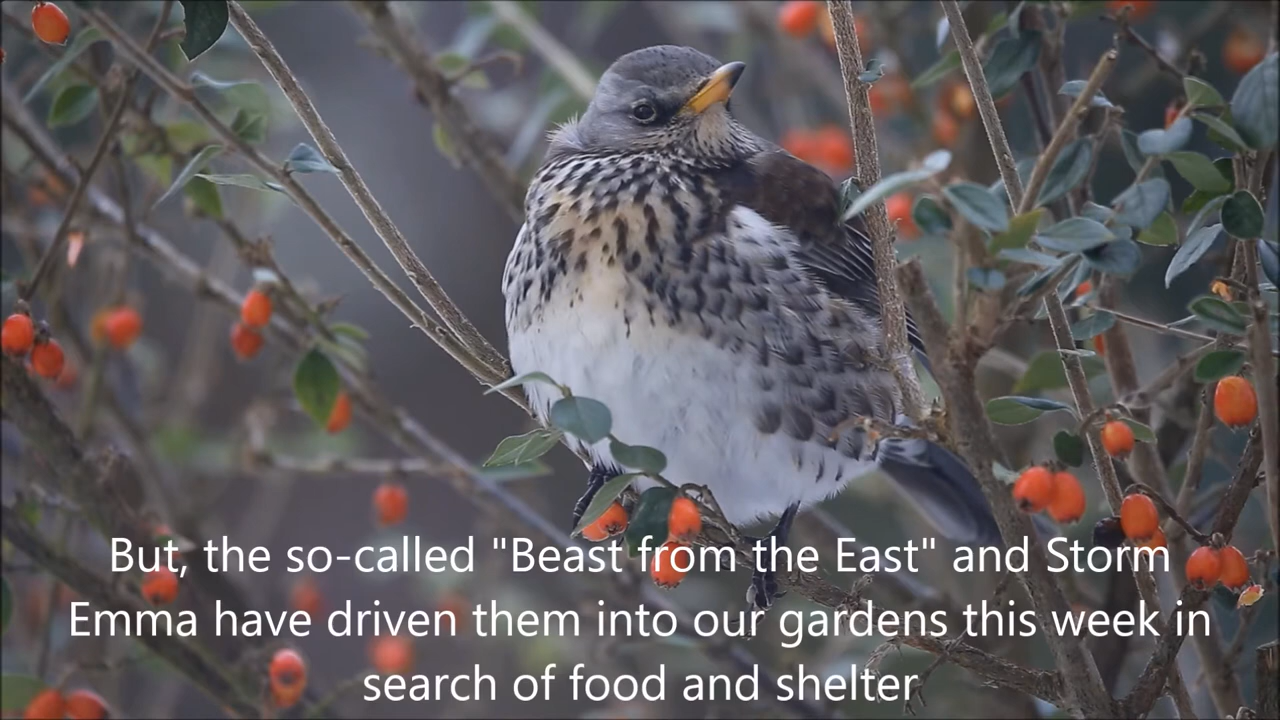 But, the so-called "Beast from the East" and Storm
Emma have driven them into our gardens this week in
search of food and shelter